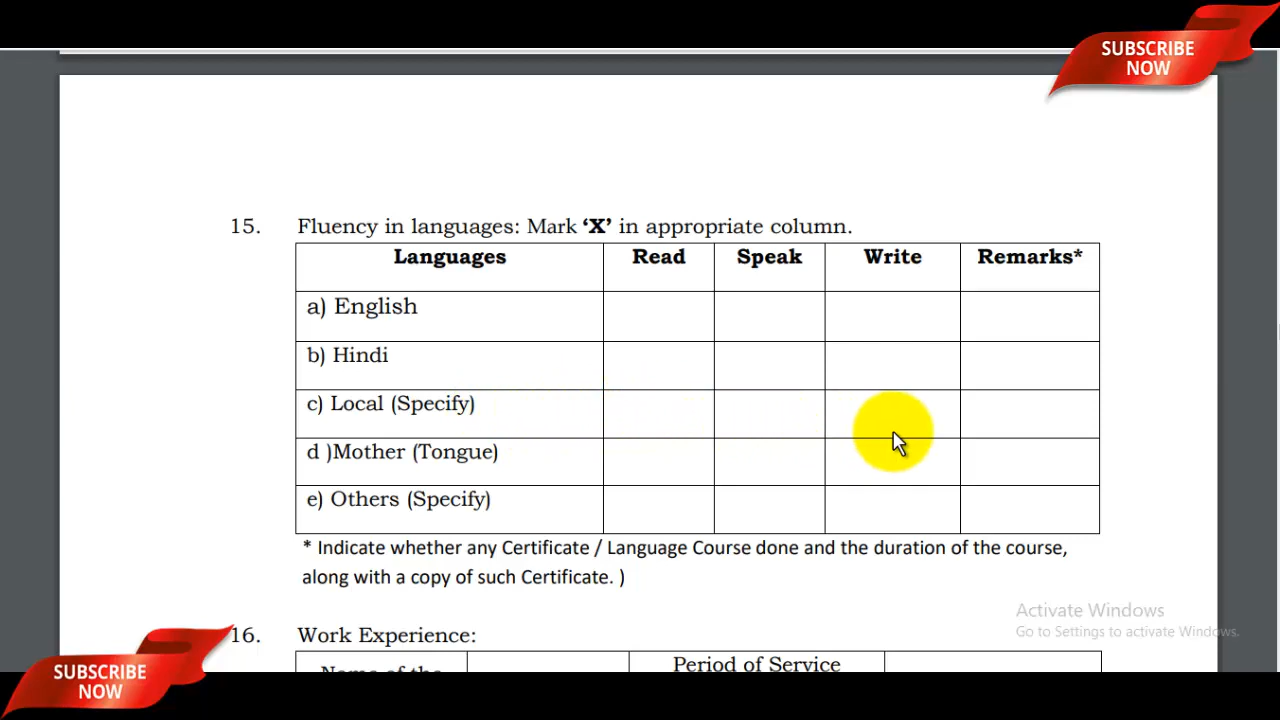 SUBSCRIBE
NOW
15. Fluency in languages: Mark ‘X’ in appropriate column.
Languages Read Speak Write Remarks*
a) English
b) Hindi
c) Local (Specify)
d )Mother (Tongue)
e) Others (Specify)
* Indicate whether any Certificate / Language Course done and the duration of the course,
along with a copy of such Certificate. )
Activate Windows
Go to Settings to activate Windows.
16. Work Experience:
Name of the Period of Service
SUBSCRIBE
NOW